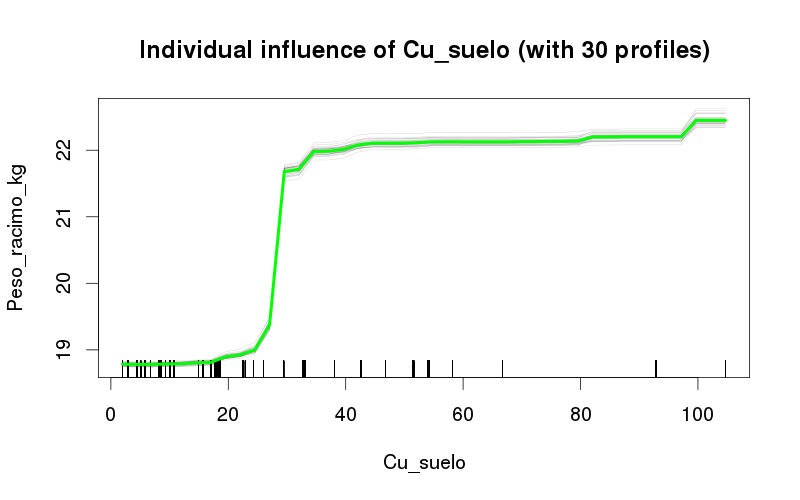 Individual influence of Cu_suelo (with 30 profiles)
Peso_racimo_kg
22
21
20
19
0 20 40 60 80 100
Cu_suelo